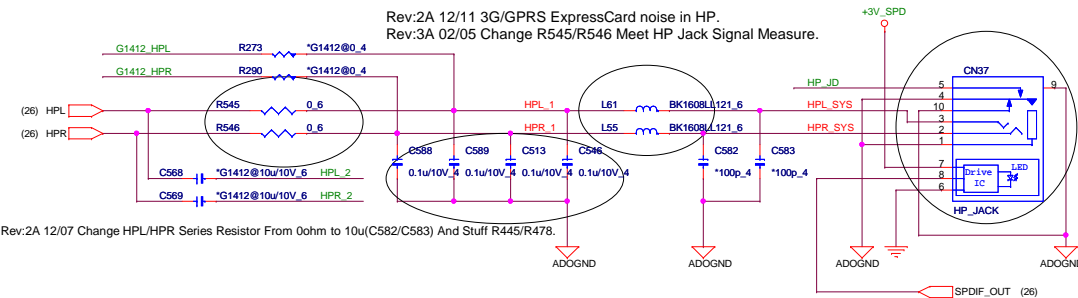 Rev:2A 12/11 3G/GPRS ExpressCard noise in HP.
Rev:3A 02/05 Change R545/R546 Meet HP Jack Signal Measure.
+3V_SPD
G1412_HPL R273 *G1412@0_4
G1412_HPR R290 *G1412@0_4
CN37
HP_JD 5 9
4
(26) HPL R545 0_6 HPL_1 L61 BK1608LL121_6 HPL_SYS 10
3
(26) HPR R546 0_6 HPR_1 L55 BK1608LL121_6 HPR_SYS 2
1
C588 C589 C513 C546 C582 C583
0.1u/10V_4 0.1u/10V_4 0.1u/10V_4 0.1u/10V_4 *100p_4 *100p_4
C568 *G1412@10u/10V_6 HPL_2
C569 *G1412@10u/10V_6 HPR_2
7
8
6
Drive
IC
LED
HP_JACK
Rev:2A 12/07 Change HPL/HPR Series Resistor From 0ohm to 10u(C582/C583) And Stuff R445/R478.
ADOGND ADOGND ADOGND ADOGND
SPDIF_OUT (26)